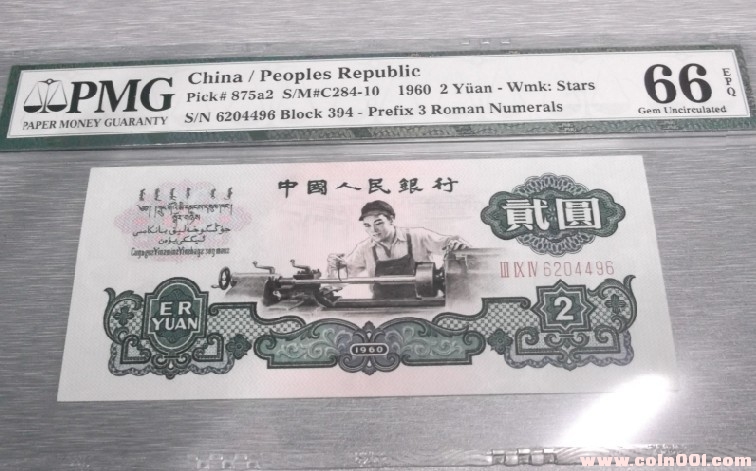 PMG
PAPER MONEY GUARANTY
China / Peoples Republic
Pick# 875a2 S/M#C284-10 1960 2 Yüan - Wmk: Stars
S/N 6204496 Block 394 - Prefix 3 Roman Numerals
66 EPQ
Gem Uncirculated
中國人民銀行
貳圓
III IX IV 6204496
ER
YUAN
2
1960
www.coin001.com